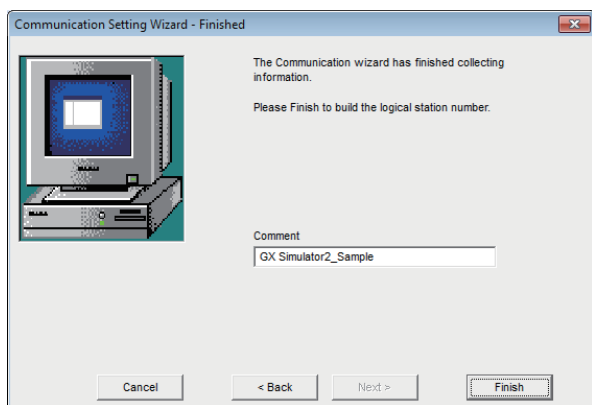 Communication Setting Wizard - Finished
The Communication wizard has finished collecting
information.
Please Finish to build the logical station number.
Comment
GX Simulator2_Sample
Cancel
< Back
Next >
Finish